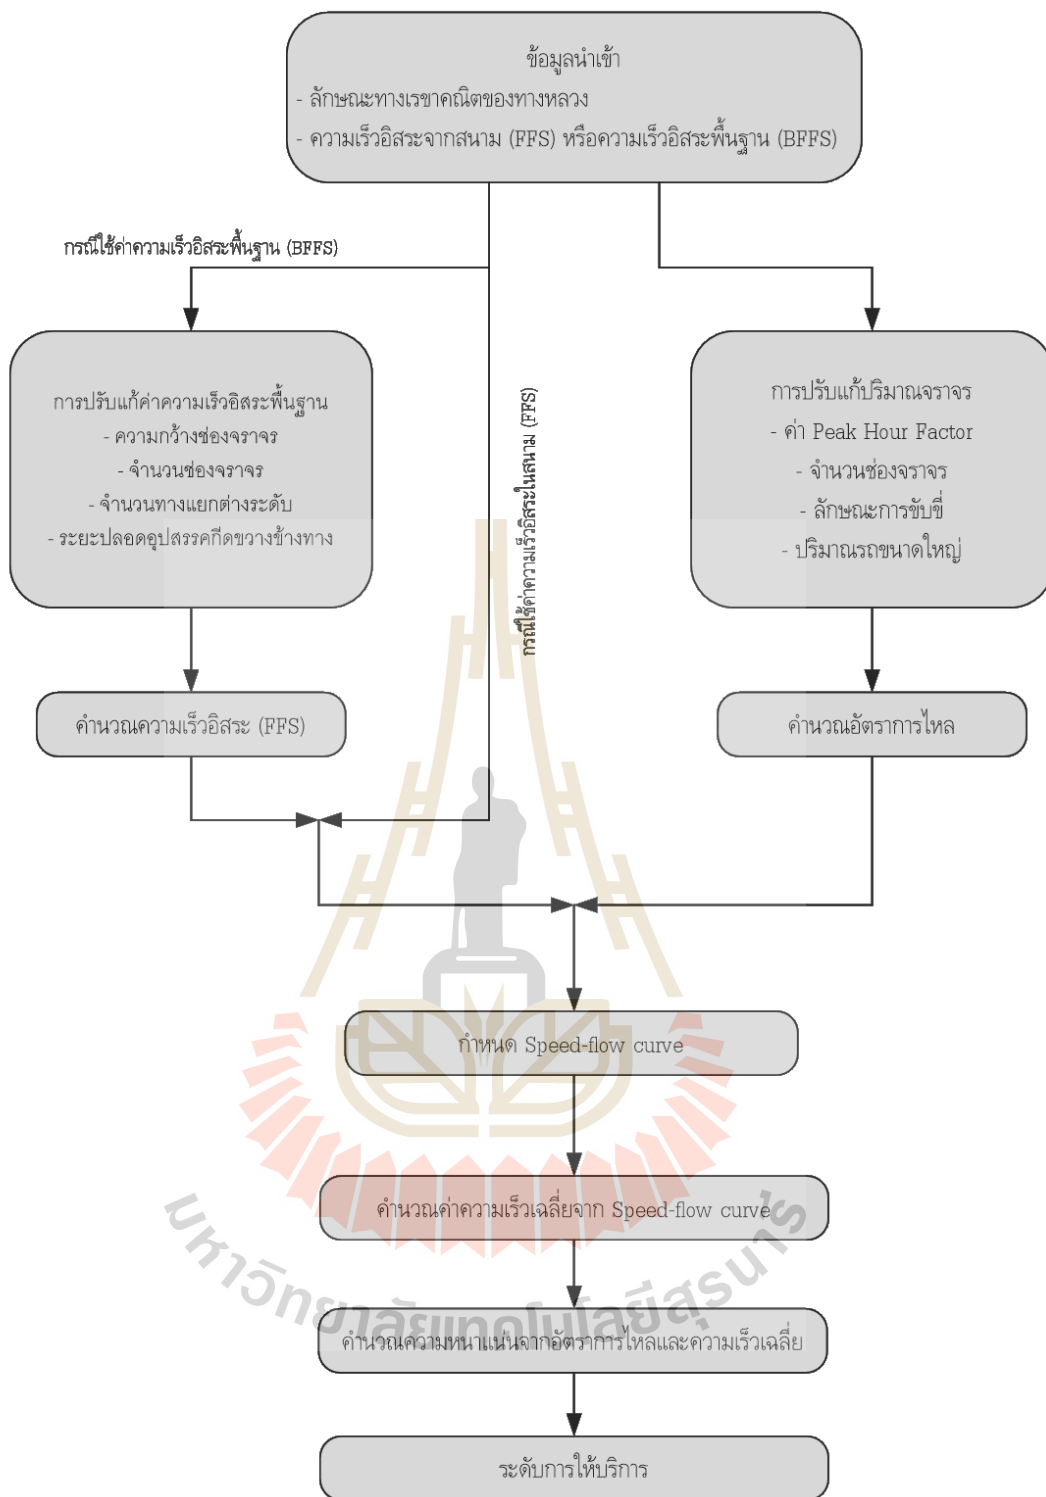 ข้อมูลนำเข้า
- ลักษณะทางเรขาคณิตของทางหลวง
- ความเร็วอิสระจากสนาม (FFS) หรือความเร็วอิสระพื้นฐาน (BFFS)
กรณีใช้ค่าความเร็วอิสระพื้นฐาน (BFFS)
กรณีใช้ค่าความเร็วอิสระในสนาม (FFS)
การปรับแก้ค่าความเร็วอิสระพื้นฐาน
- ความกว้างช่องจราจร
- จำนวนช่องจราจร
- จำนวนทางแยกต่างระดับ
- ระยะปลอดอุปสรรคกีดขวางข้างทาง
การปรับแก้ปริมาณจราจร
- ค่า Peak Hour Factor
- จำนวนช่องจราจร
- ลักษณะการขับขี่
- ปริมาณรถขนาดใหญ่
คำนวณความเร็วอิสระ (FFS)
คำนวณอัตราการไหล
กำหนด Speed-flow curve
คำนวณค่าความเร็วเฉลี่ยจาก Speed-flow curve
คำนวณความหนาแน่นจากอัตราการไหลและความเร็วเฉลี่ย
ระดับการให้บริการ
มหาวิทยาลัยเทคโนโลยีสุรนารี